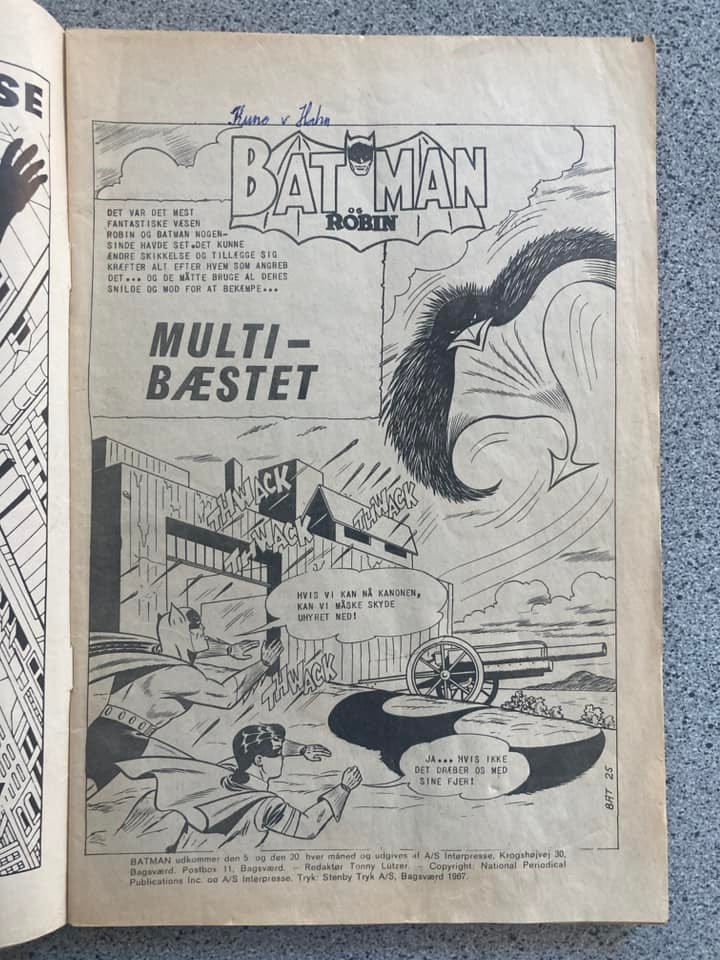 SE
Kuno v Hahn
BATMAN
OG
ROBIN
DET VAR DET MEST
FANTASTISKE VÆSEN
ROBIN OG BATMAN NOGEN-
SINDE HAVDE SET.DET KUNNE
ÆNDRE SKIKKELSE OG TILLÆGGE SIG
KRÆFTER ALT EFTER HVEM SOM ANGREB
DET... OG DE MÅTTE BRUGE AL DERES
SNILDE OG MOD FOR AT BEKÆMPE...
MULTI-
BÆSTET
THWACK
THWACK
THWACK
HVIS VI KAN NÅ KANONEN,
KAN VI MÅSKE SKYDE
UHYRET NED!
THWACK
JA... HVIS IKKE
DET DRÆBER OS MED
SINE FJER!
BAT 25
BATMAN udkommer den 5 og den 20 hver måned og udgives af A/S Interpresse, Krogshøjvej 30,
Bagsværd. Postbox 11, Bagsværd. – Redaktør Tonny Lützer. – Copyright: National Periodical
Publications Inc. og A/S Interpresse. Tryk: Stenby Tryk A/S, Bagsværd 1967.